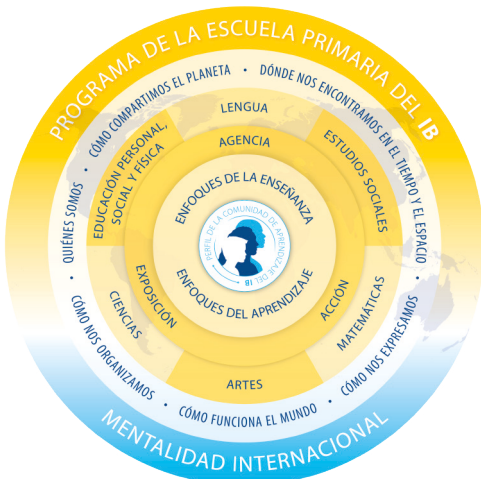 PROGRAMA DE LA ESCUELA PRIMARIA DEL IB
CÓMO COMPARTIMOS EL PLANETA • DÓNDE NOS ENCONTRAMOS EN EL TIEMPO Y EL ESPACIO •
CÓMO NOS EXPRESAMOS •
CÓMO FUNCIONA EL MUNDO •
CÓMO NOS ORGANIZAMOS •
QUIÉNES SOMOS •
LENGUA
ESTUDIOS SOCIALES
MATEMÁTICAS
ARTES
CIENCIAS
EDUCACIÓN PERSONAL,
SOCIAL Y FÍSICA
AGENCIA
ACCIÓN
EXPOSICIÓN
ENFOQUES DE LA ENSEÑANZA
ENFOQUES DEL APRENDIZAJE
PERFIL DE LA COMUNIDAD DE APRENDIZAJE DEL IB
MENTALIDAD INTERNACIONAL